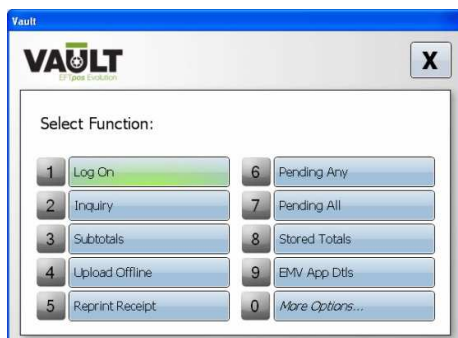 Vault
VAULT
EFTpos Evolution
X
Select Function:
1 Log On
2 Inquiry
3 Subtotals
4 Upload Offline
5 Reprint Receipt
6 Pending Any
7 Pending All
8 Stored Totals
9 EMV App Dtls
0 More Options...